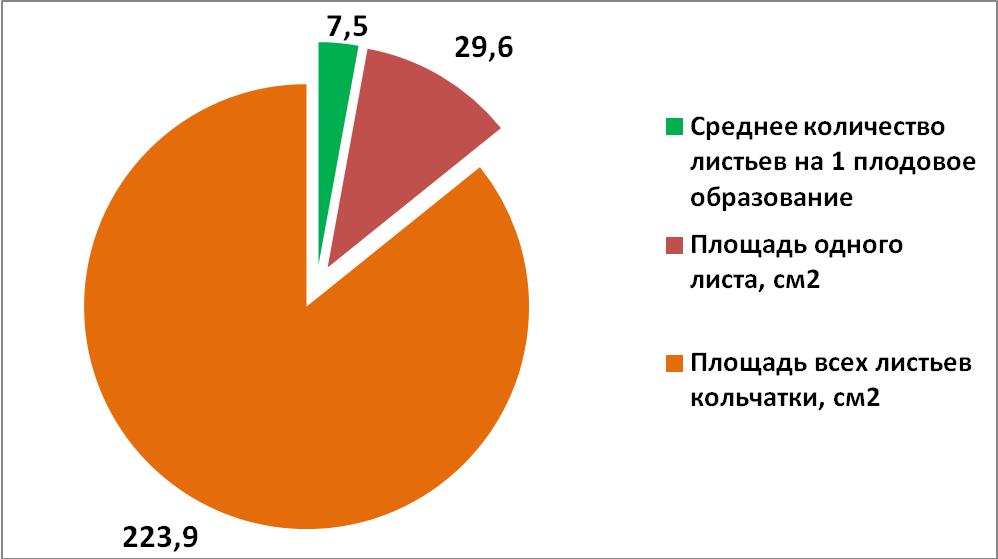 7,5
29,6
223,9
Среднее количество
листьев на 1 плодовое
образование
Площадь одного
листа, см2
Площадь всех листьев
кольчатки, см2